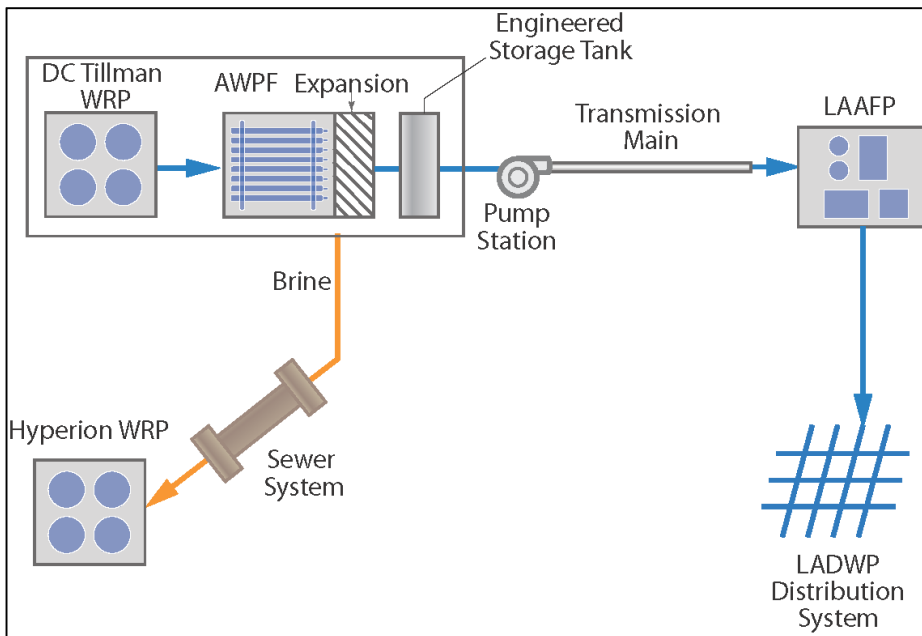 Engineered
Storage Tank
DC Tillman
WRP
AWPF
Expansion
LAAFP
Transmission
Main
Pump
Station
Brine
Hyperion WRP
Sewer
System
LADWP
Distribution
System